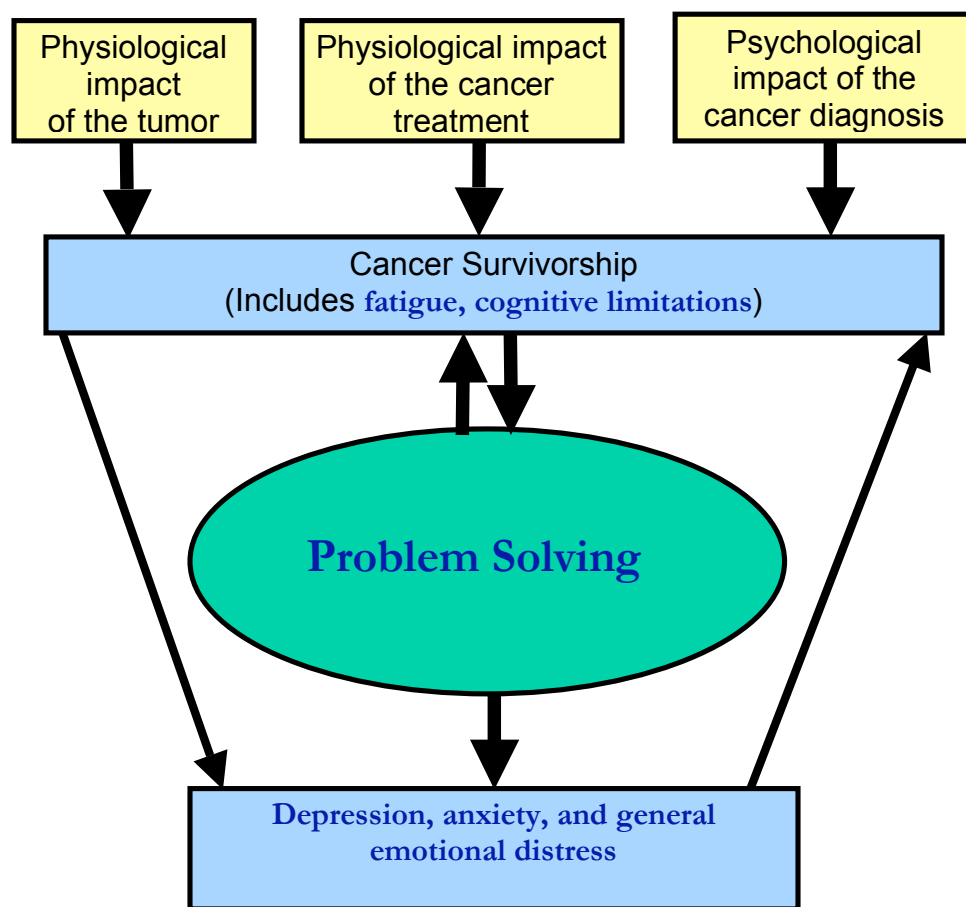 Physiological
impact
of the tumor
Physiological impact
of the cancer
treatment
Psychological
impact of the
cancer diagnosis
Cancer Survivorship
(Includes fatigue, cognitive limitations)
Problem Solving
Depression, anxiety, and general
emotional distress